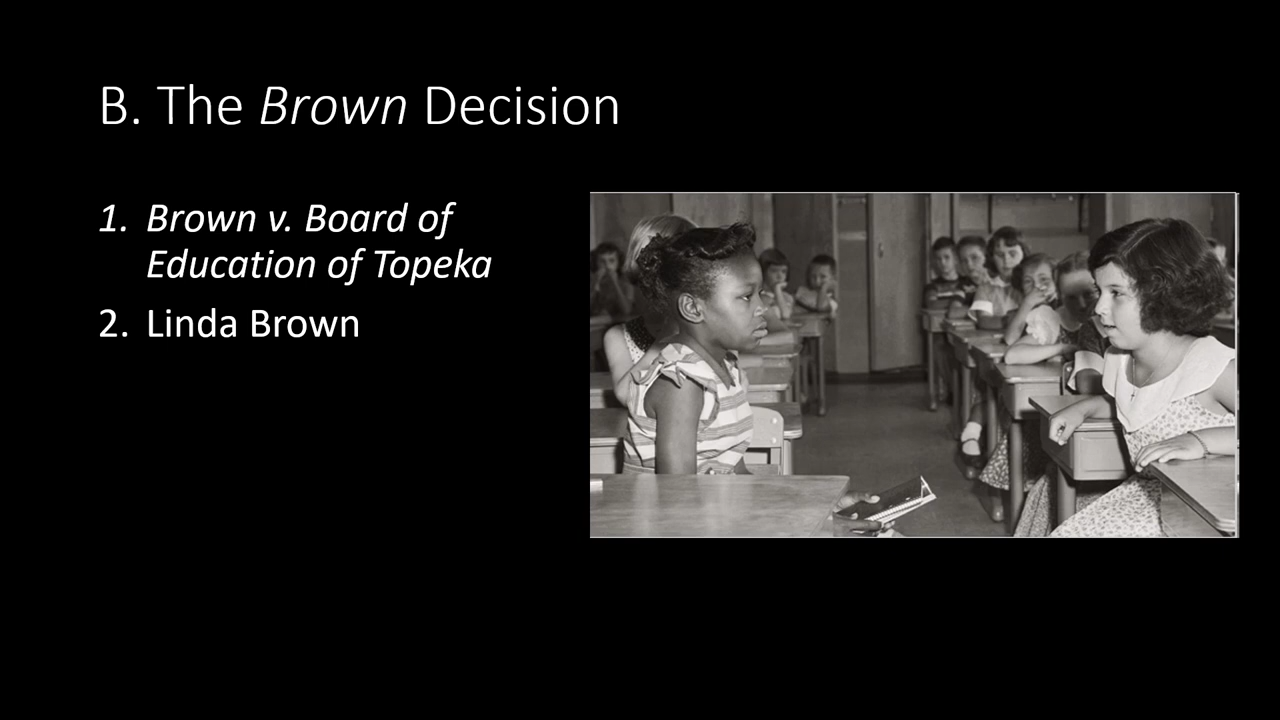 B. The Brown Decision
1. Brown v. Board of
Education of Topeka
2. Linda Brown